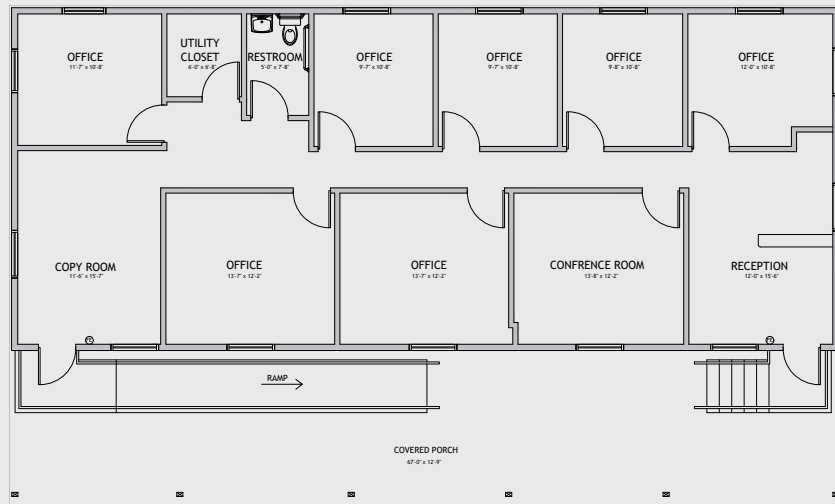 OFFICE
11'-7" x 10'-8"
UTILITY
CLOSET
6'-0" x 6'-8"
RESTROOM
5'-0" x 7'-8"
OFFICE
9'-7" x 10'-8"
OFFICE
9'-7" x 10'-8"
OFFICE
9'-8" x 10'-8"
OFFICE
12'-0" x 10'-8"
COPY ROOM
11'-6" x 15'-7"
OFFICE
13'-7" x 12'-2"
OFFICE
13'-7" x 12'-2"
CONFRENCE ROOM
13'-8" x 12'-2"
RECEPTION
12'-0" x 15'-6"
RAMP
COVERED PORCH
67'-0" x 12'-9"